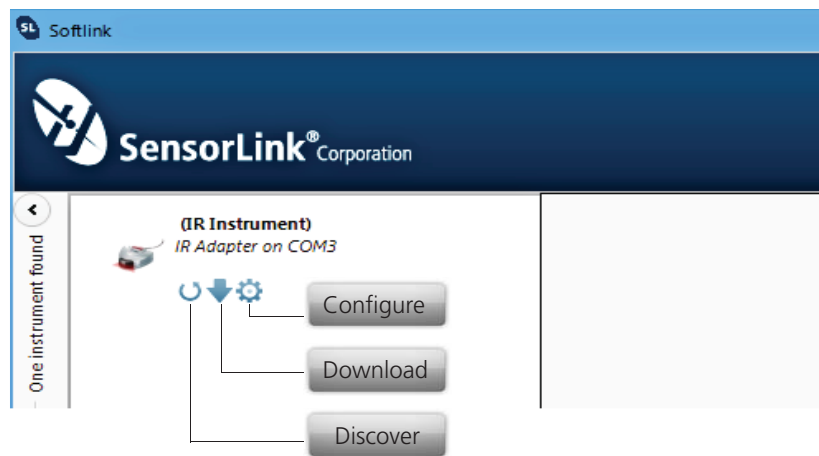 SL Softlink
SensorLink® Corporation
One instrument found
(IR Instrument)
IR Adapter on COM3
Configure
Download
Discover